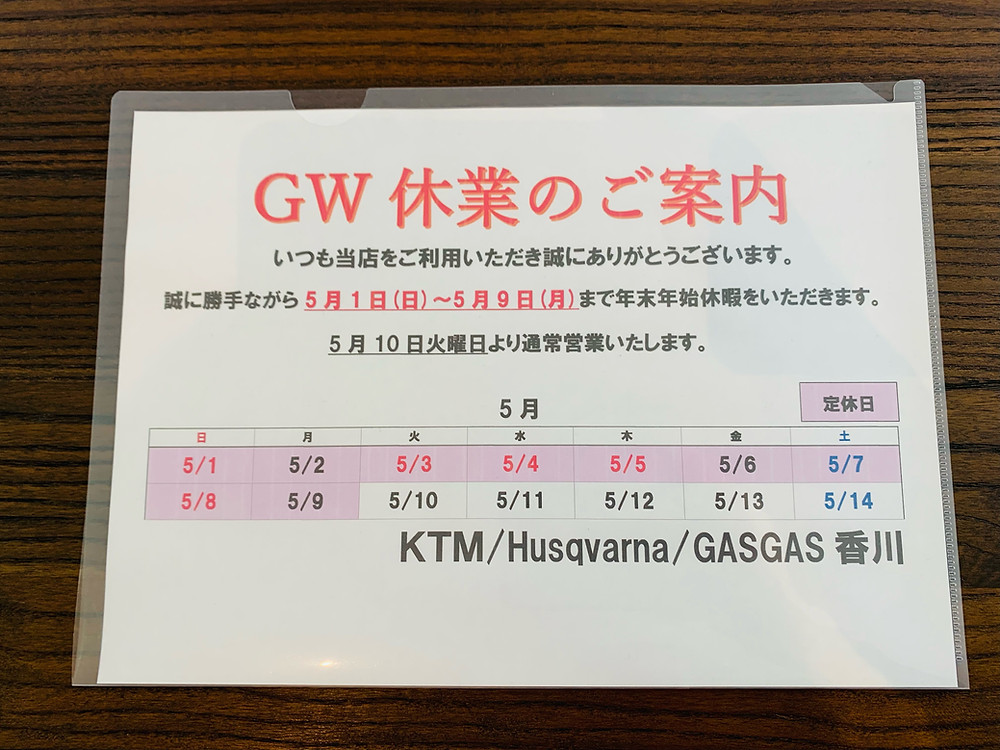 GW 休業のご案内
いつも当店をご利用いただき誠にありがとうございます。
誠に勝手ながら 5月1日(日)～5月9日(月)まで年末年始休暇をいただきます。
5月10日火曜日より通常営業いたします。
5月
定休日
日 月 火 水 木 金 土
5/1 5/2 5/3 5/4 5/5 5/6 5/7
5/8 5/9 5/10 5/11 5/12 5/13 5/14
KTM/Husqvarna/GASGAS 香川